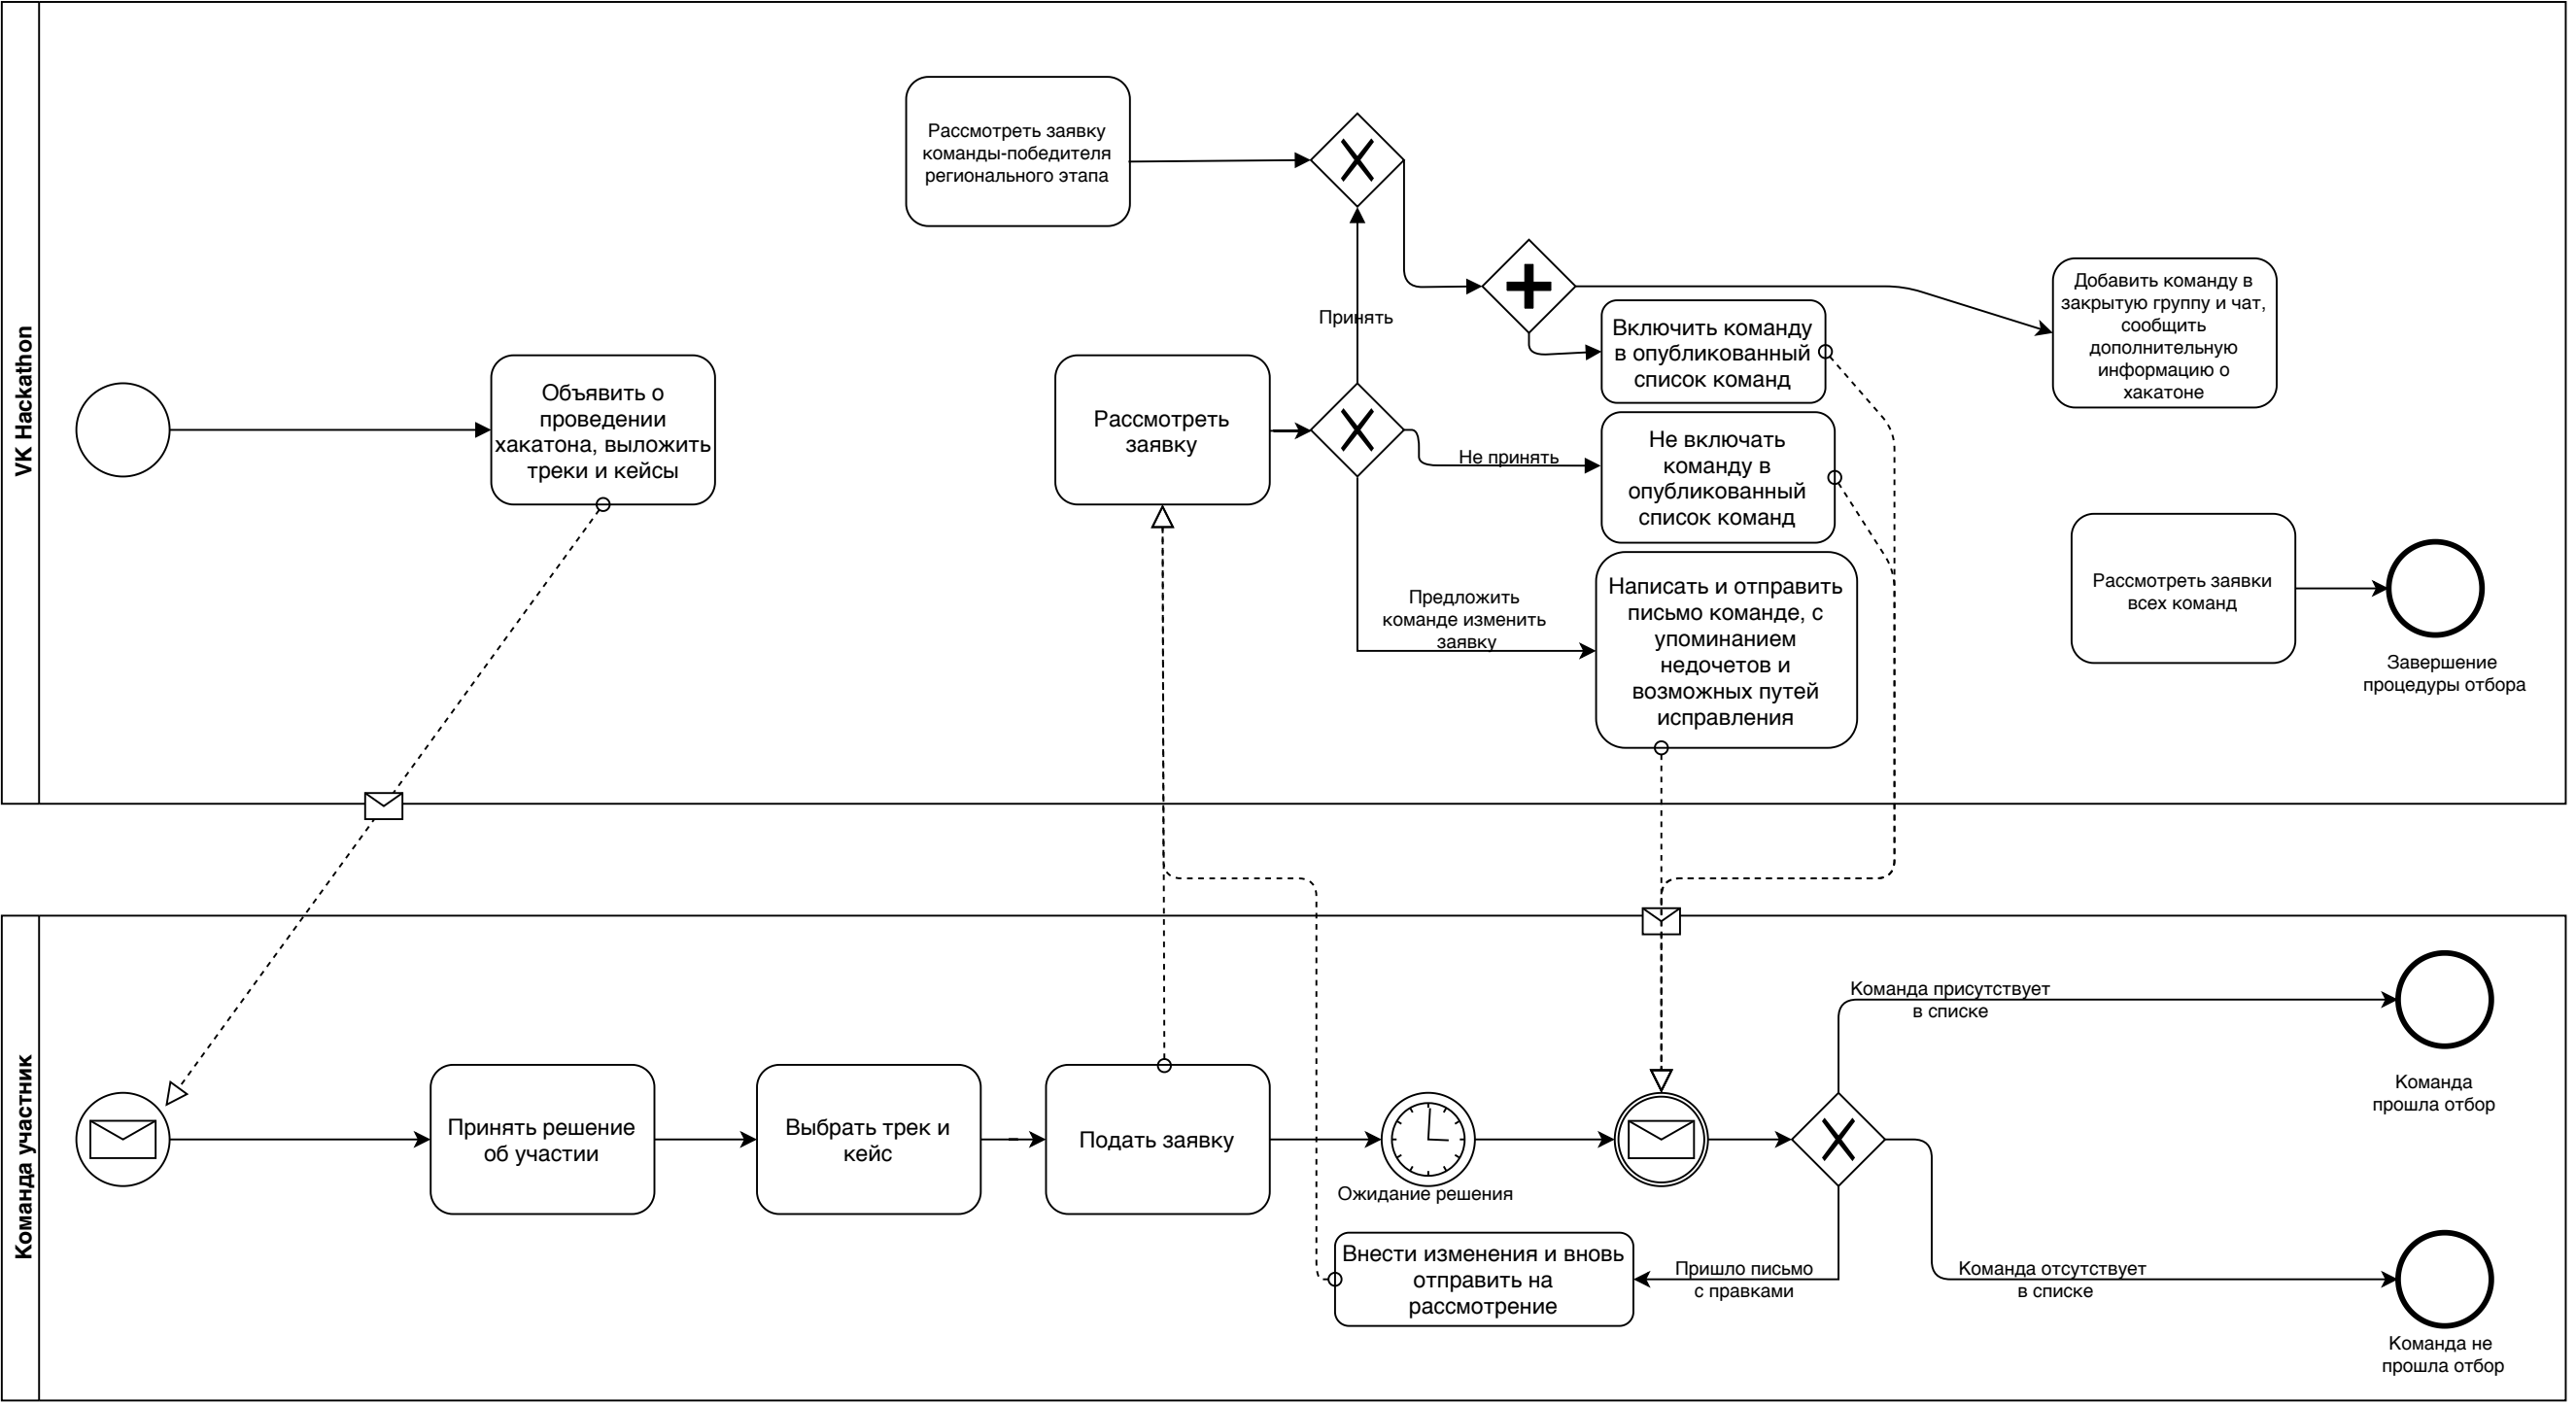 VK Hackathon
Рассмотреть заявку
команды-победителя
регионального этапа
Объявить о
проведении
хакатона, выложить
треки и кейсы
Рассмотреть
заявку
Принять
Не принять
Предложить
команде изменить
заявку
Включить команду
в опубликованный
список команд
Не включать
команду в
опубликованный
список команд
Написать и отправить
письмо команде, с
упоминанием
недочетов и
возможных путей
исправления
Добавить команду в
закрытую группу и чат,
сообщить
дополнительную
информацию о
хакатоне
Рассмотреть заявки
всех команд
Завершение
процедуры отбора
Команда участник
Принять решение
об участии
Выбрать трек и
кейс
Подать заявку
Ожидание решения
Внести изменения и вновь
отправить на
рассмотрение
Пришло письмо
с правками
Команда присутствует
в списке
Команда отсутствует
в списке
Команда
прошла отбор
Команда не
прошла отбор